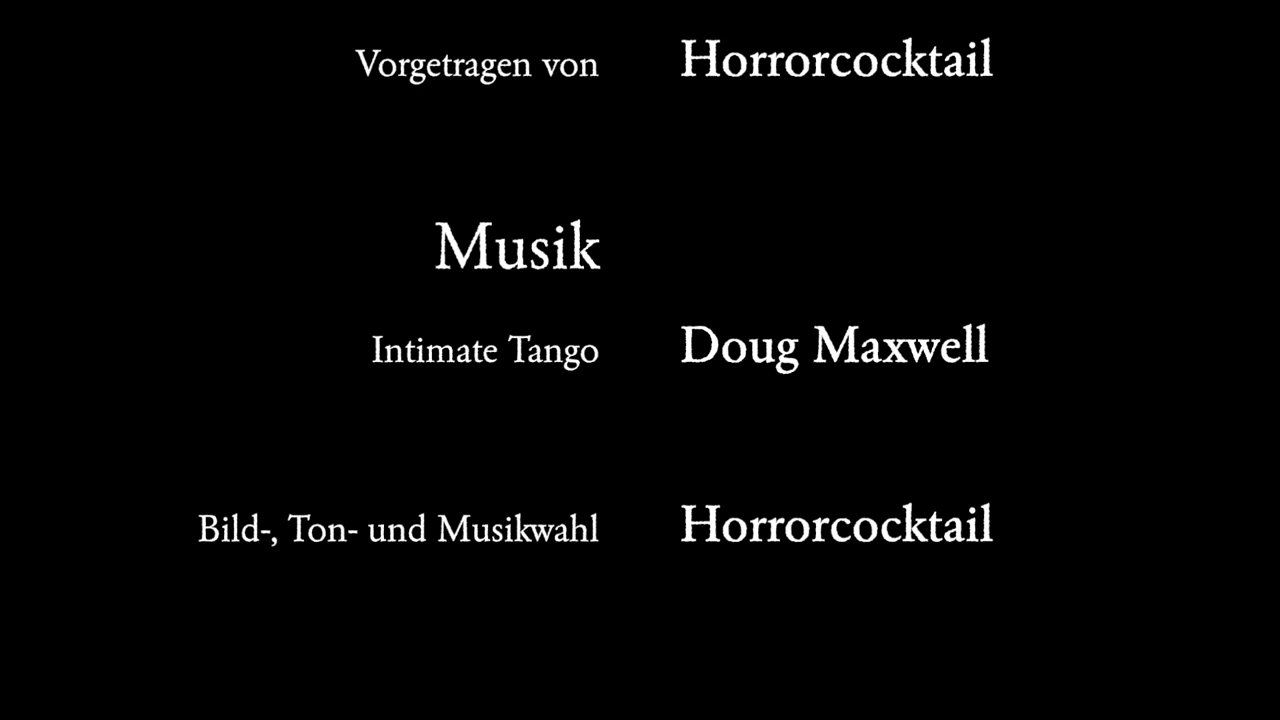 Vorgetragen von Horrorcocktail
Musik
Intimate Tango Doug Maxwell
Bild-, Ton- und Musikwahl Horrorcocktail